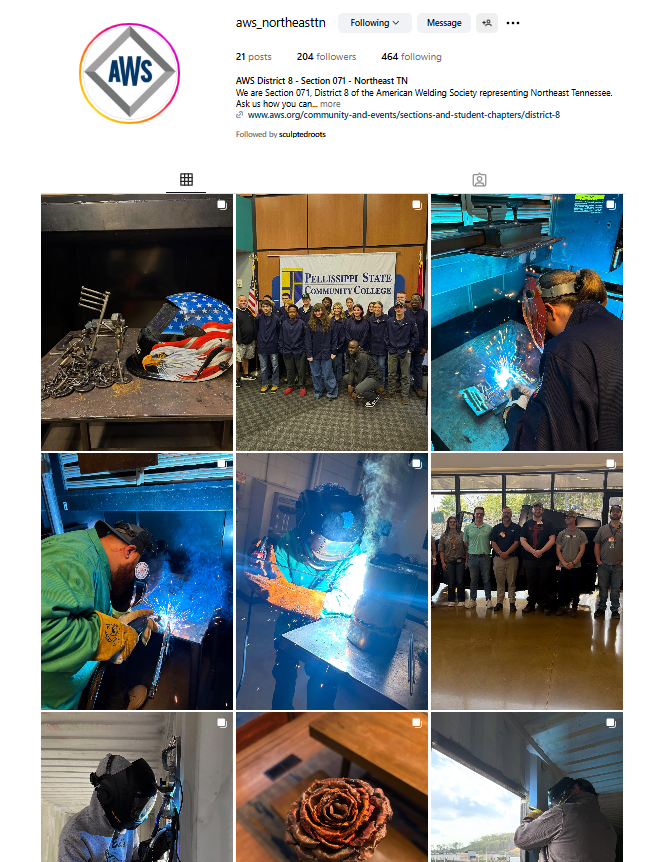 aws_northeasttn
Following
Message
21 posts
204 followers
464 following
AWS District 8 - Section 071 - Northeast TN
We are Section 071, District 8 of the American Welding Society representing Northeast Tennessee.
Ask us how you can... more
www.aws.org/community-and-events/sections-and-student-chapters/district-8
Followed by sculptedroots
AWS
PELLISSIPPI STATE
COMMUNITY COLLEGE